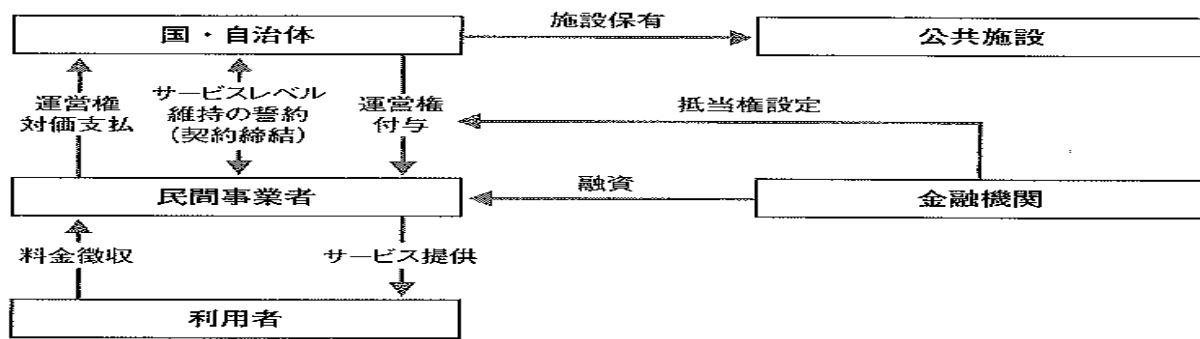 施設保有
国・自治体
公共施設
運営権
対価支払
サービスレベル
維持の誓約
(契約締結)
運営権
付与
抵当権設定
民間事業者
融資
金融機関
料金徴収
サービス提供
利用者